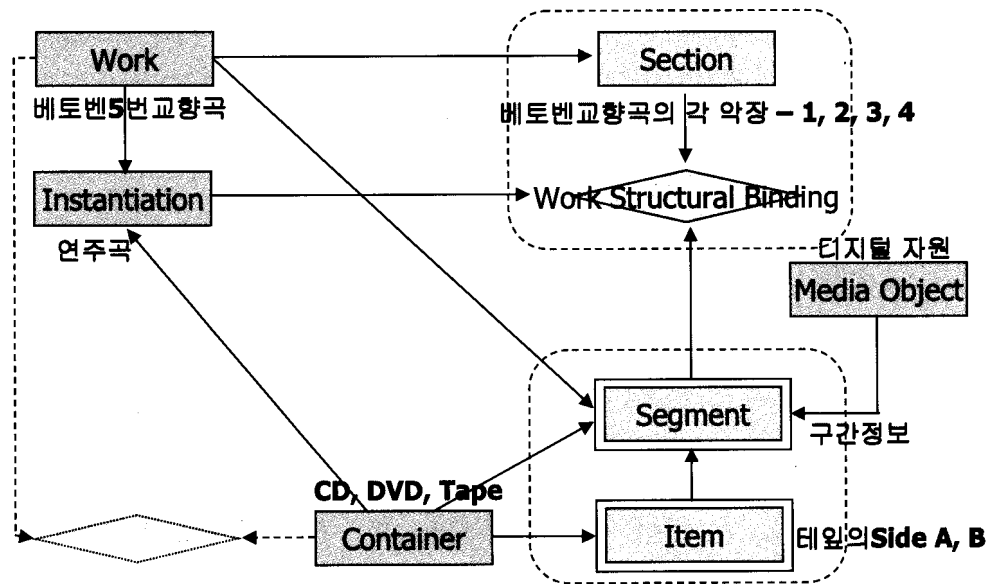 Work
Section
베토벤5번교향곡
베토벤교향곡의 각 악장 – 1, 2, 3, 4
Instantiation
Work Structural Binding
연주곡
디지털 자원
Media Object
Segment
구간정보
CD, DVD, Tape
Container
Item
테잎의Side A, B